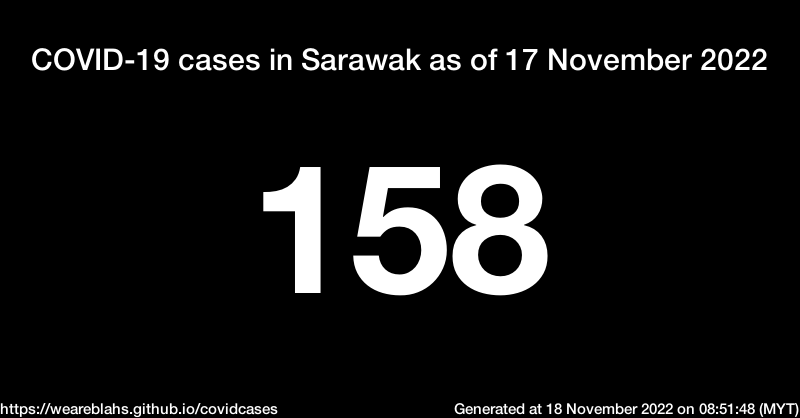 COVID-19 cases in Sarawak as of 17 November 2022
158
https://weareblahs.github.io/covidcases
Generated at 18 November 2022 on 08:51:48 (MYT)